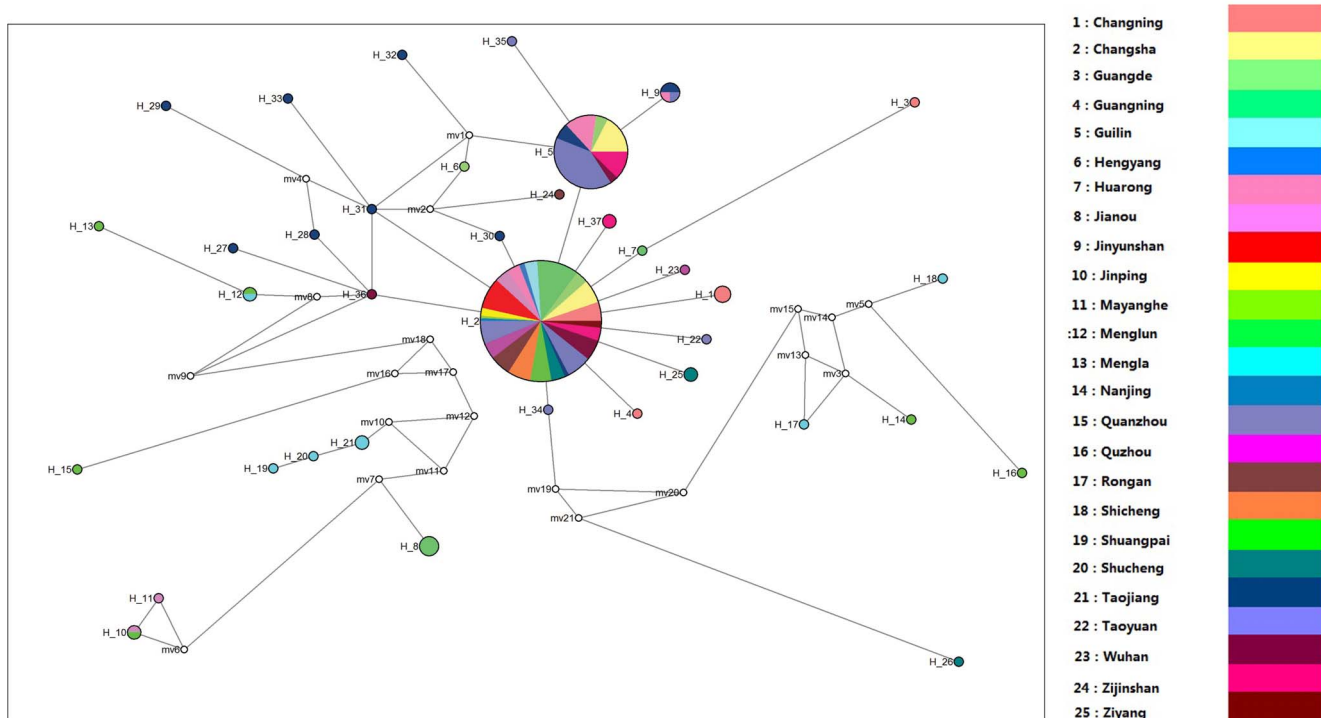 H_35
H_32
H_9
H_33
H_3
H_29
mv1
H_5
H_6
mv4
H_24
H_31
mv2
H_37
H_13
H_28
H_30
H_27
H_7
H_23
H_18
H_12
mv8
H_36
H_1
mv5
mv15
mv14
H_2
mv18
H_22
mv13
mv9
mv16
mv17
H_25
mv3
H_34
H_4
mv12
mv10
H_17
H_14
H_21
H_20
H_19
H_15
mv11
mv7
H_16
mv19
mv20
mv21
H_8
H_11
H_10
mv6
H_26
1 : Changning
2 : Changsha
3 : Guangde
4 : Guangning
5 : Guilin
6 : Hengyang
7 : Huarong
8 : Jianou
9 : Jinyunshan
10 : Jinping
11 : Mayanghe
:12 : Menglun
13 : Mengla
14 : Nanjing
15 : Quanzhou
16 : Quzhou
17 : Rongan
18 : Shicheng
19 : Shuangpai
20 : Shucheng
21 : Taojiang
22 : Taoyuan
23 : Wuhan
24 : Zijinshan
25 : Ziyang